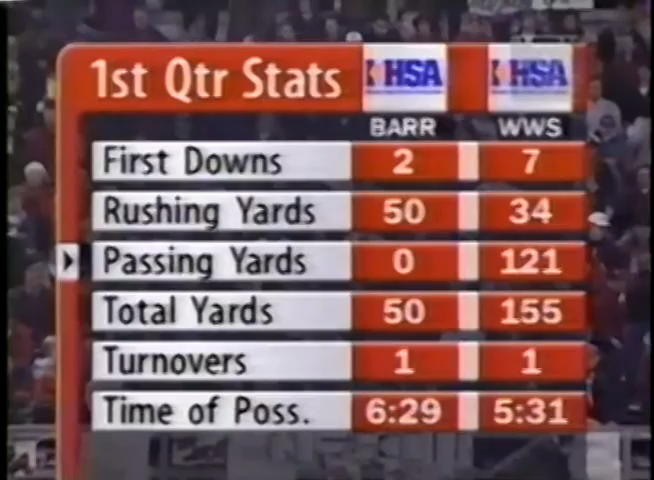 1st Qtr Stats IHSA IHSA
BARR WWS
First Downs 2 7
Rushing Yards 50 34
Passing Yards 0 121
Total Yards 50 155
Turnovers 1 1
Time of Poss. 6:29 5:31